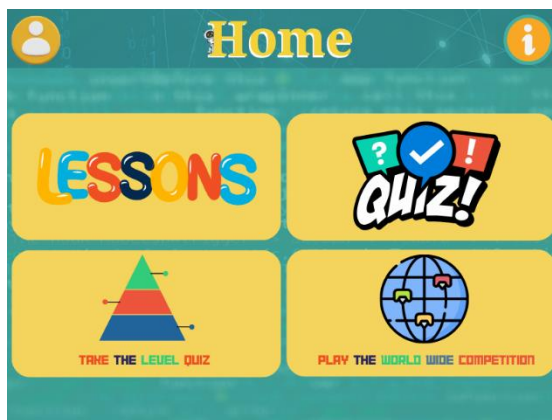 Home
i
LESSONS
? !
QUIZ!
TAKE THE LEVEL QUIZ
PLAY THE WORLD WIDE COMPETITION